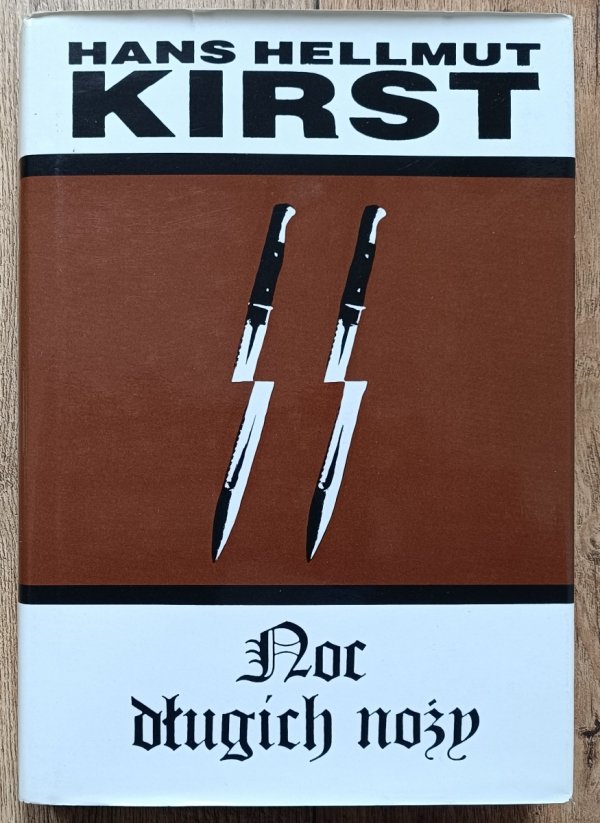 HANS HELLMUT
KIRST
Noc
długich noży